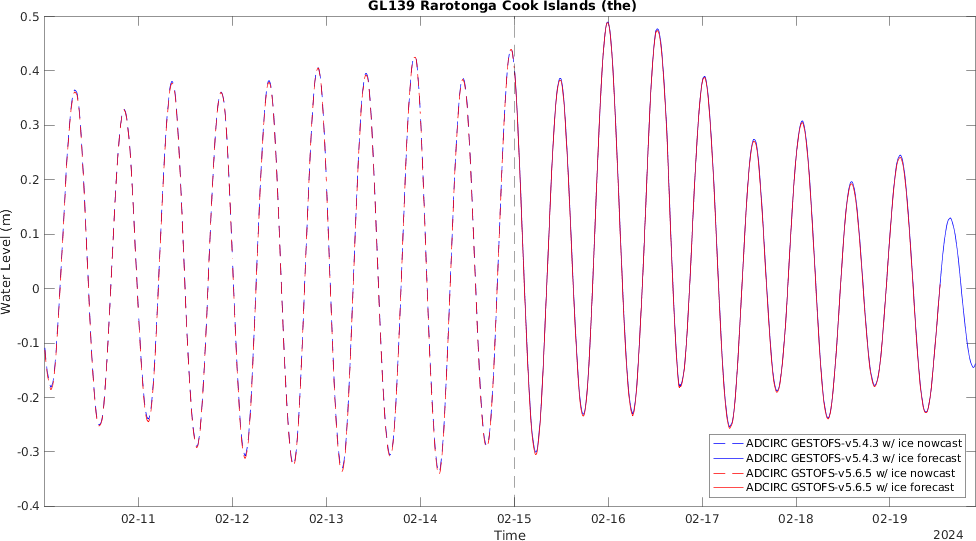 GL139 Rarotonga Cook Islands (the)
Water Level (m)
0.5
0.4
0.3
0.2
0.1
0
-0.1
-0.2
-0.3
-0.4
ADCIRC GESTOFS-v5.4.3 w/ ice nowcast
ADCIRC GESTOFS-v5.4.3 w/ ice forecast
ADCIRC GSTOFS-v5.6.5 w/ ice nowcast
ADCIRC GSTOFS-v5.6.5 w/ ice forecast
02-11 02-12 02-13 02-14 02-15 02-16 02-17 02-18 02-19
Time
2024